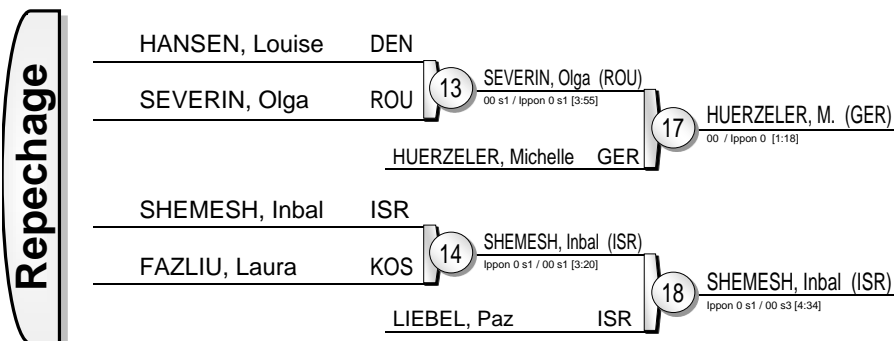 Repechage
HANSEN, Louise DEN
SEVERIN, Olga ROU
13
SEVERIN, Olga (ROU)
00 s1 / Ippon 0 s1 [3:55]
HUERZELER, Michelle GER
17
HUERZELER, M. (GER)
00 / Ippon 0 [1:18]
SHEMESH, Inbal ISR
FAZLIU, Laura KOS
14
SHEMESH, Inbal (ISR)
Ippon 0 s1 / 00 s1 [3:20]
LIEBEL, Paz ISR
18
SHEMESH, Inbal (ISR)
Ippon 0 s1 / 00 s3 [4:34]